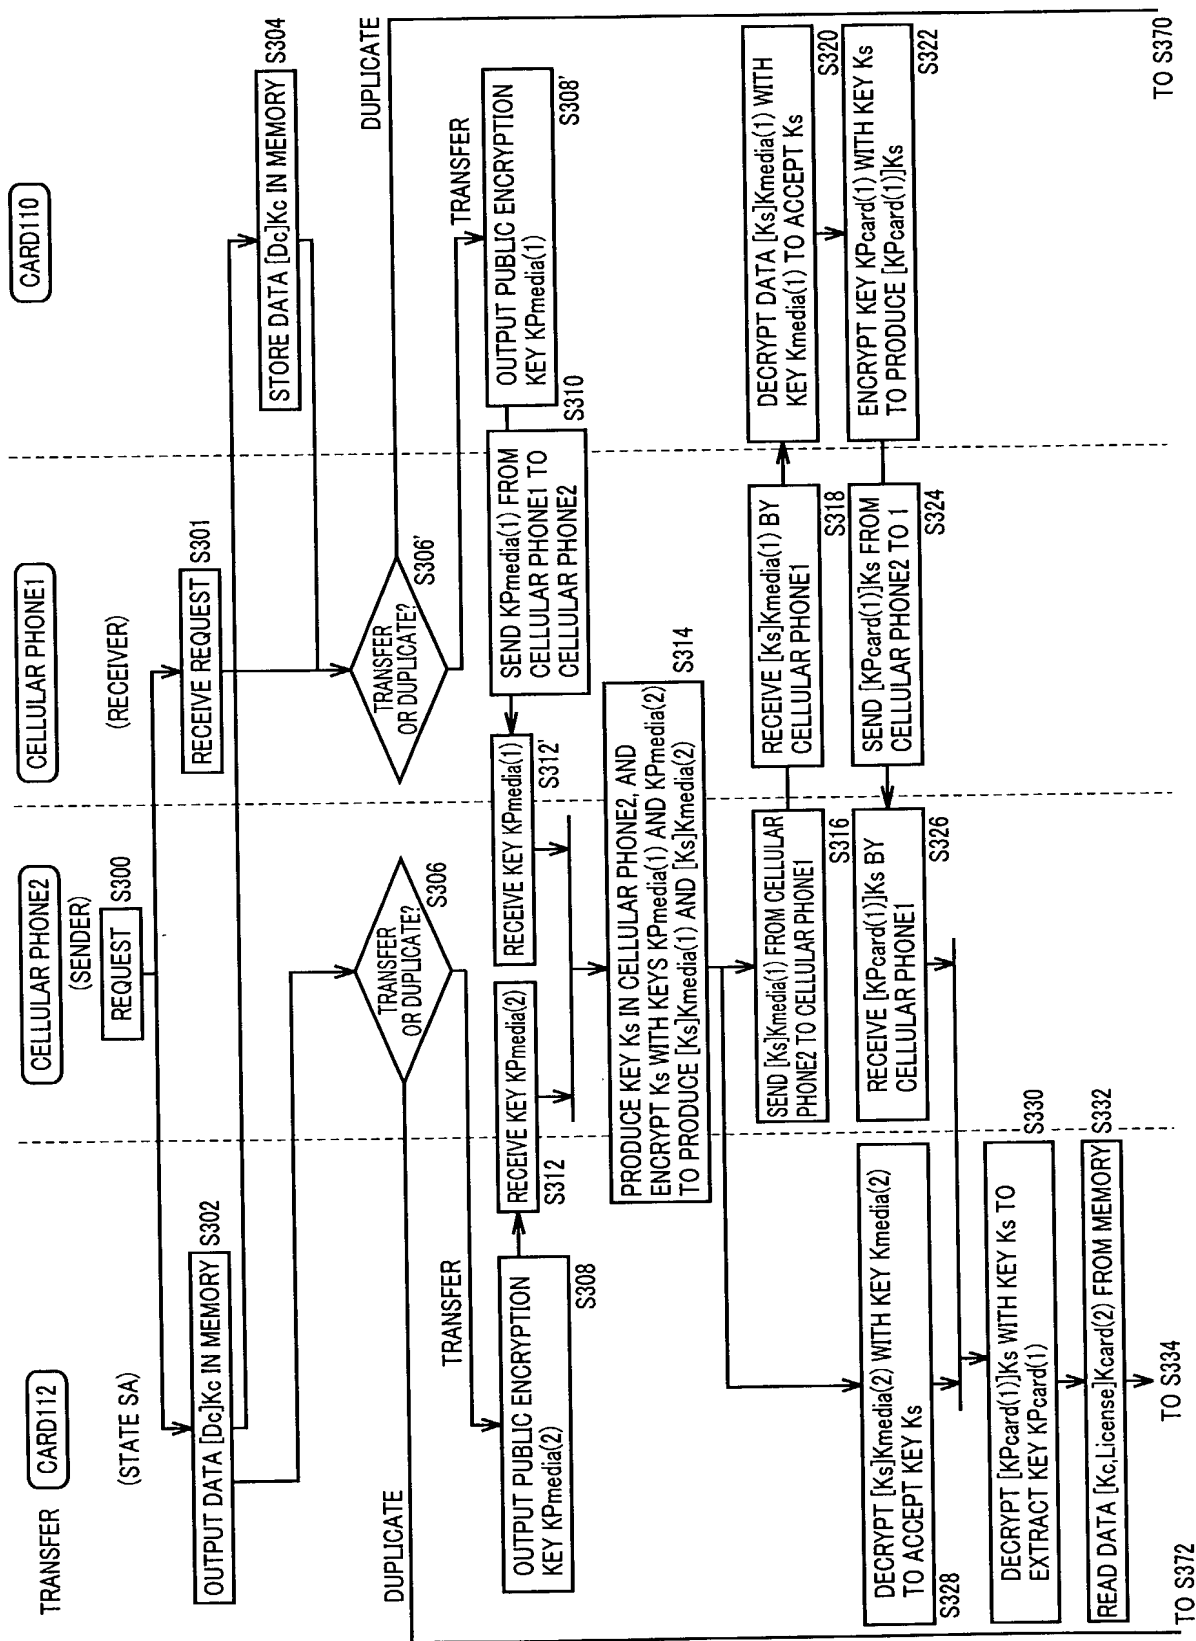 TRANSFER
CARD112
CELLULAR PHONE2
CELLULAR PHONE1
CARD110
(STATE SA)
(SENDER)
(RECEIVER)
REQUEST
S300
RECEIVE REQUEST
S301
OUTPUT DATA [Dc]Kc IN MEMORY
S302
STORE DATA [Dc]Kc IN MEMORY
S304
TRANSFER
OR DUPLICATE?
S306
TRANSFER
OR DUPLICATE?
S306'
DUPLICATE
DUPLICATE
TRANSFER
TRANSFER
OUTPUT PUBLIC ENCRYPTION
KEY KPmedia(2)
S308
OUTPUT PUBLIC ENCRYPTION
KEY KPmedia(1)
S308'
S310
SEND KPmedia(1) FROM
CELLULAR PHONE1 TO
CELLULAR PHONE2
RECEIVE KEY KPmedia(2)
S312
RECEIVE KEY KPmedia(1)
S312'
PRODUCE KEY Ks IN CELLULAR PHONE2, AND
ENCRYPT Ks WITH KEYS KPmedia(1) AND KPmedia(2)
TO PRODUCE [Ks]Kmedia(1) AND [Ks]Kmedia(2)
S314
SEND [Ks]Kmedia(1) FROM CELLULAR
PHONE2 TO CELLULAR PHONE1
S316
RECEIVE [Ks]Kmedia(1) BY
CELLULAR PHONE1
S318
DECRYPT DATA [Ks]Kmedia(1) WITH
KEY Kmedia(1) TO ACCEPT Ks
S320
ENCRYPT KEY KPcard(1) WITH KEY Ks
TO PRODUCE [KPcard(1)]Ks
S322
SEND [KPcard(1)]Ks FROM
CELLULAR PHONE2 TO 1
S324
RECEIVE [KPcard(1)]Ks BY
CELLULAR PHONE1
S326
DECRYPT [Ks]Kmedia(2) WITH KEY Kmedia(2)
TO ACCEPT KEY Ks
S328
DECRYPT [KPcard(1)]Ks WITH KEY Ks TO
EXTRACT KEY KPcard(1)
S330
READ DATA [Kc,License]Kcard(2) FROM MEMORY
S332
TO S372
TO S334
TO S370